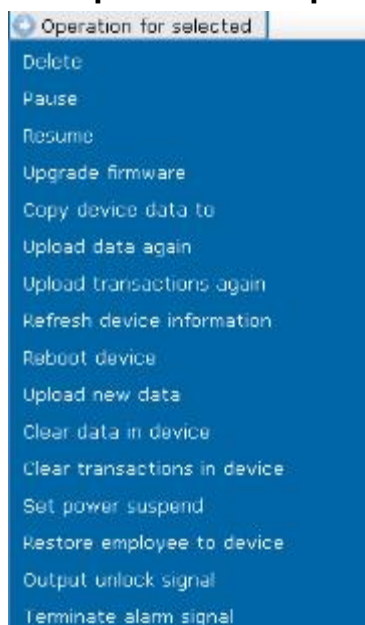 Operation for selected
Delete
Pause
Resume
Upgrade firmware
Copy device data to
Upload data again
Upload transactions again
Refresh device information
Reboot device
Upload new data
Clear data in device
Clear transactions in device
Set power suspend
Restore employee to device
Output unlock signal
Terminate alarm signal